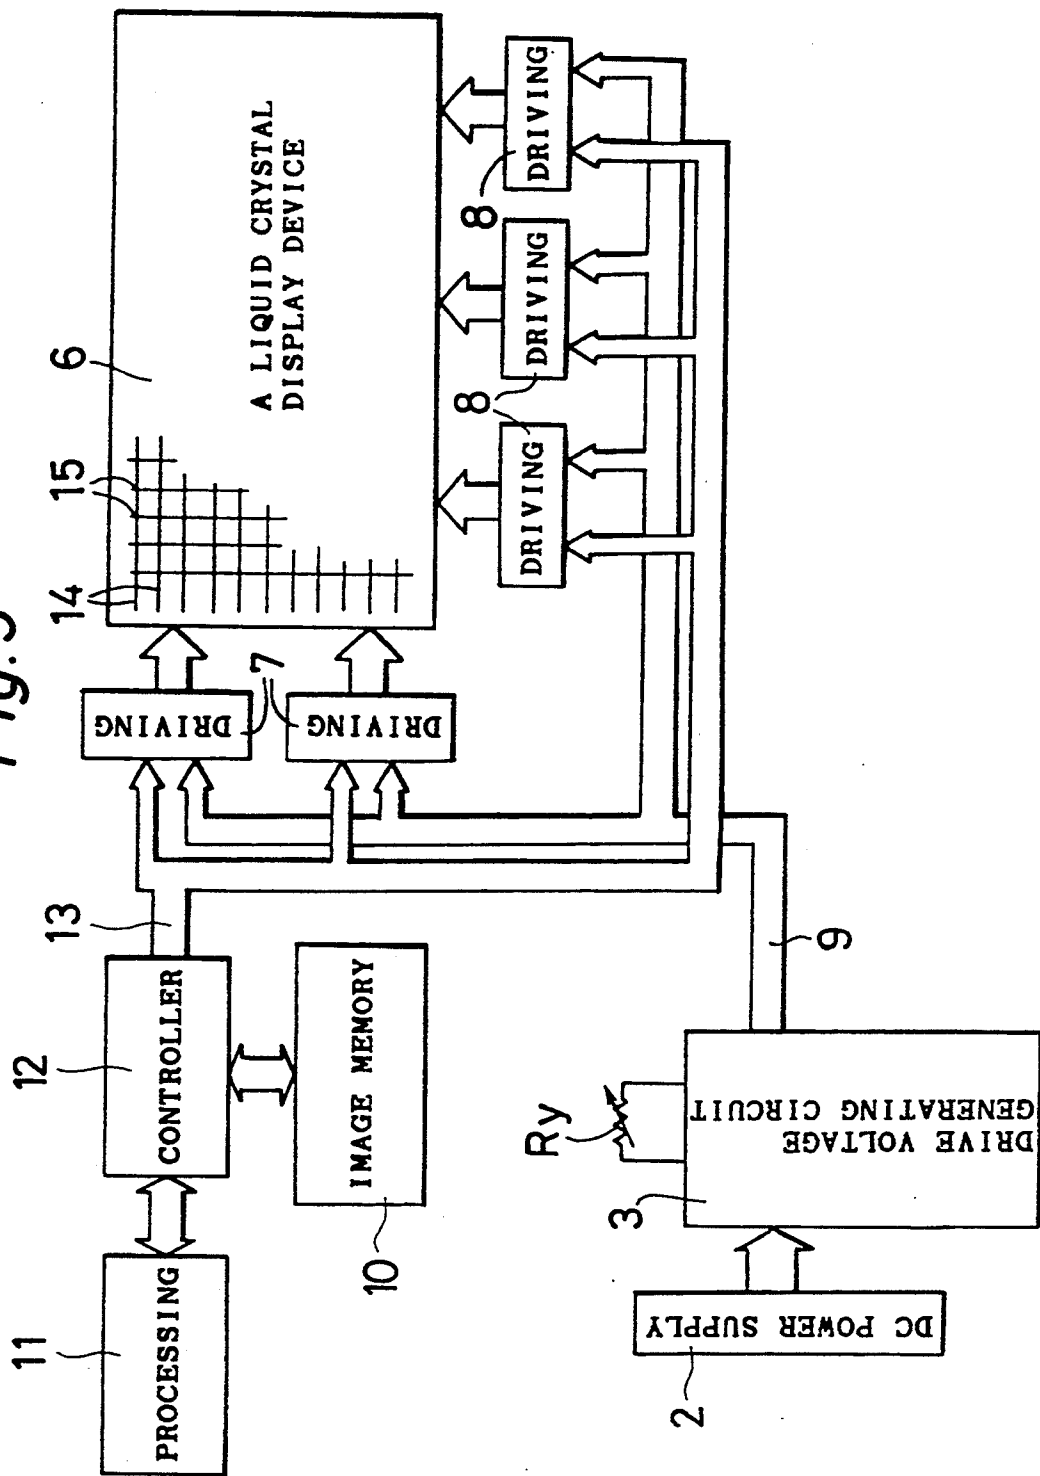 Fig.
11
12
13
14
15
6
PROCESSING
CONTROLLER
DRIVING
7
DRIVING
A LIQUID CRYSTAL
DISPLAY DEVICE
IMAGE MEMORY
10
8
8
DRIVING
DRIVING
DRIVING
Ry
3
2
9
DC POWER SUPPLY
DRIVE VOLTAGE
GENERATING CIRCUIT